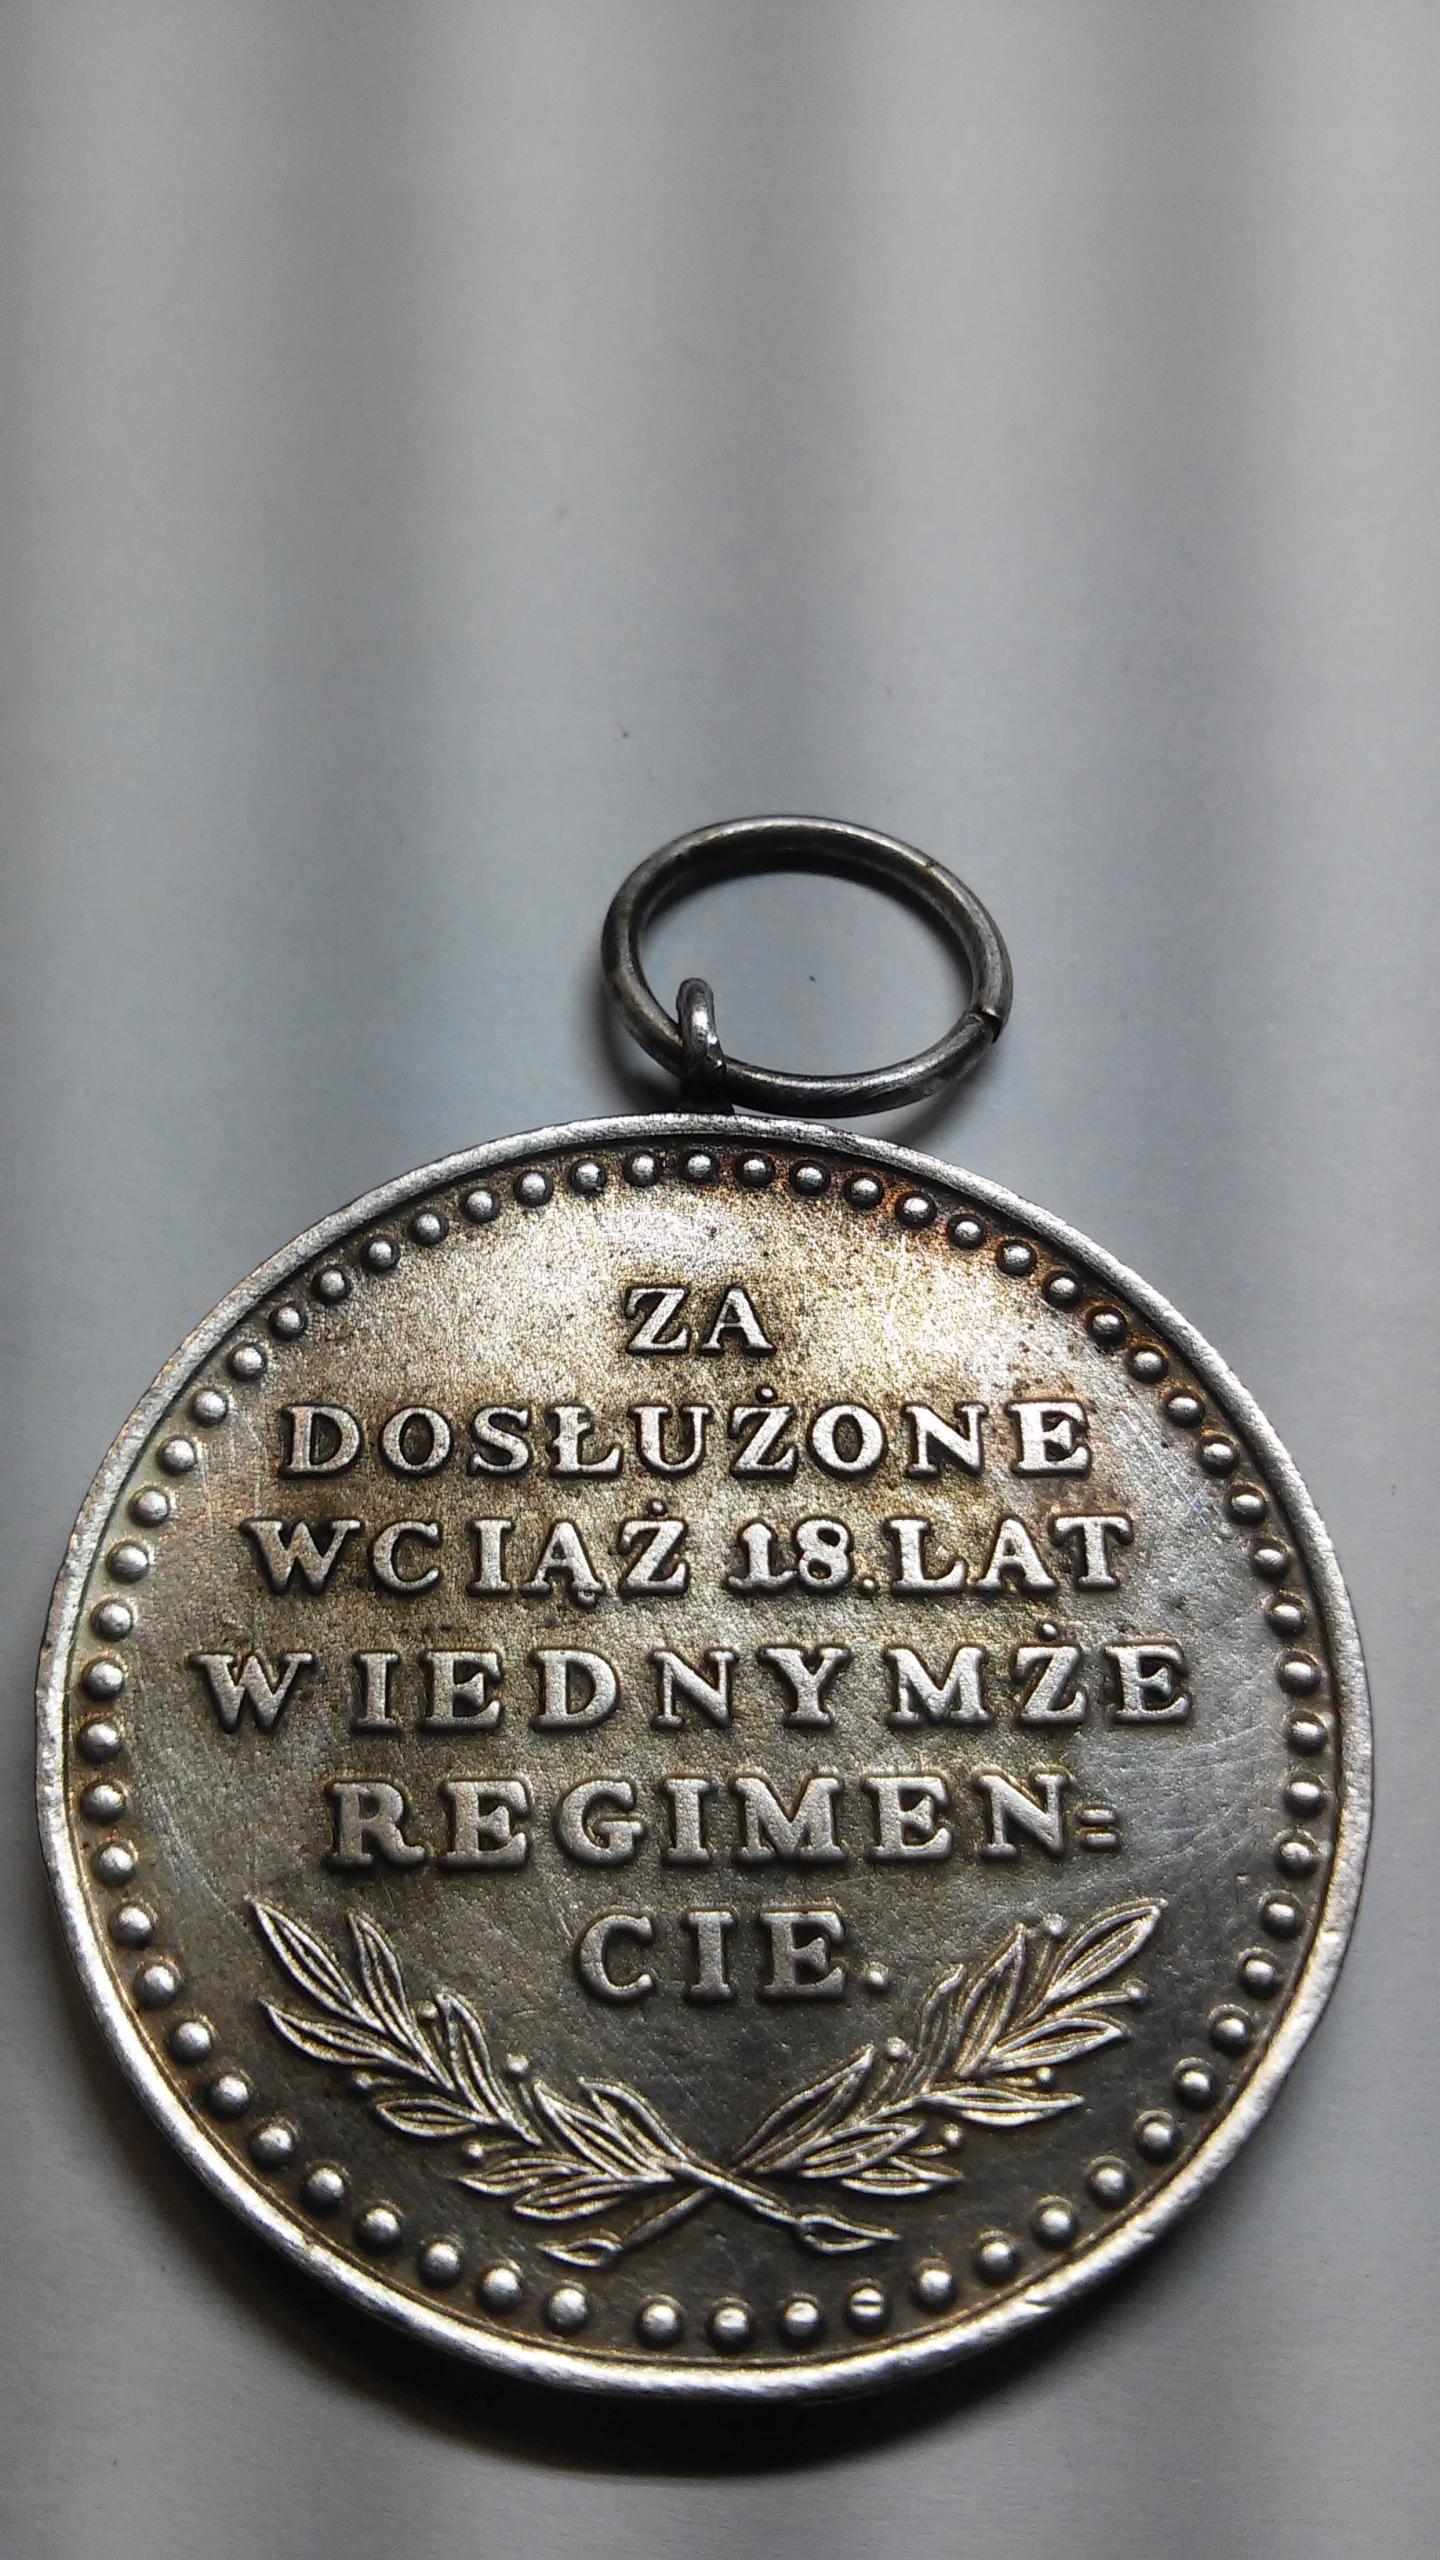 ZA
DOSŁUŻONE
WCIĄŻ 18. LAT
W IEDNYMŻE
REGIMEN=
CIE.